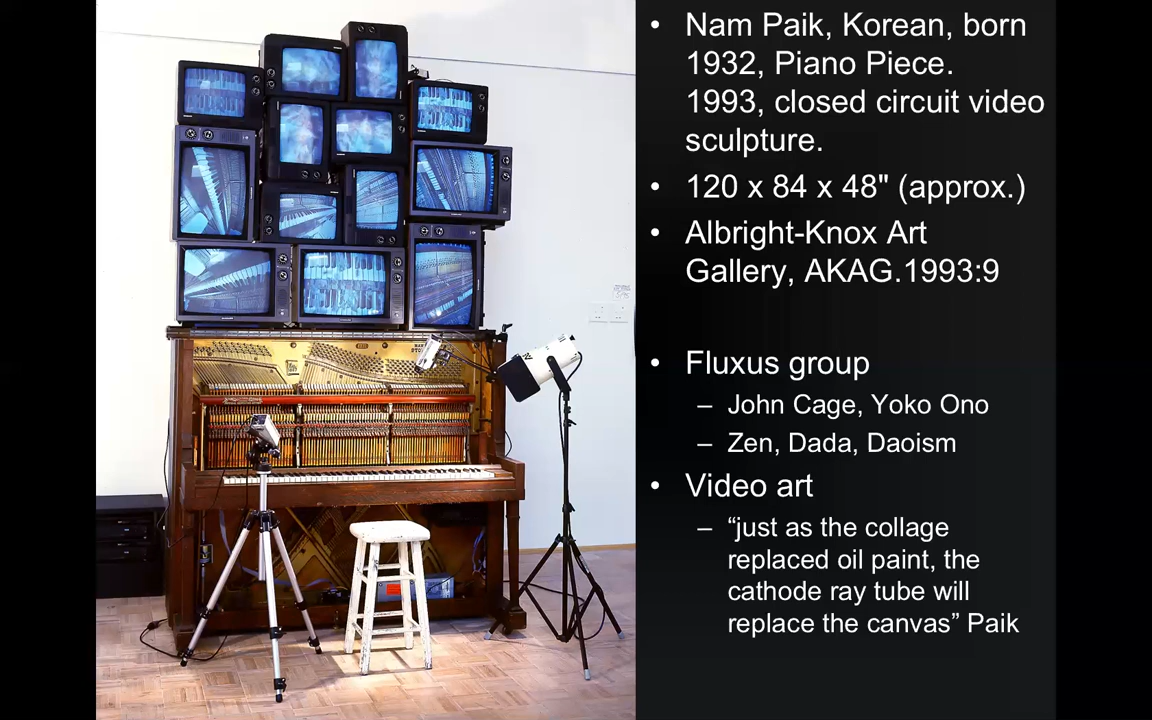 • Nam Paik, Korean, born
1932, Piano Piece.
1993, closed circuit video
sculpture.
• 120 x 84 x 48" (approx.)
• Albright-Knox Art
Gallery, AKAG.1993:9
• Fluxus group
– John Cage, Yoko Ono
– Zen, Dada, Daoism
• Video art
– “just as the collage
replaced oil paint, the
cathode ray tube will
replace the canvas” Paik